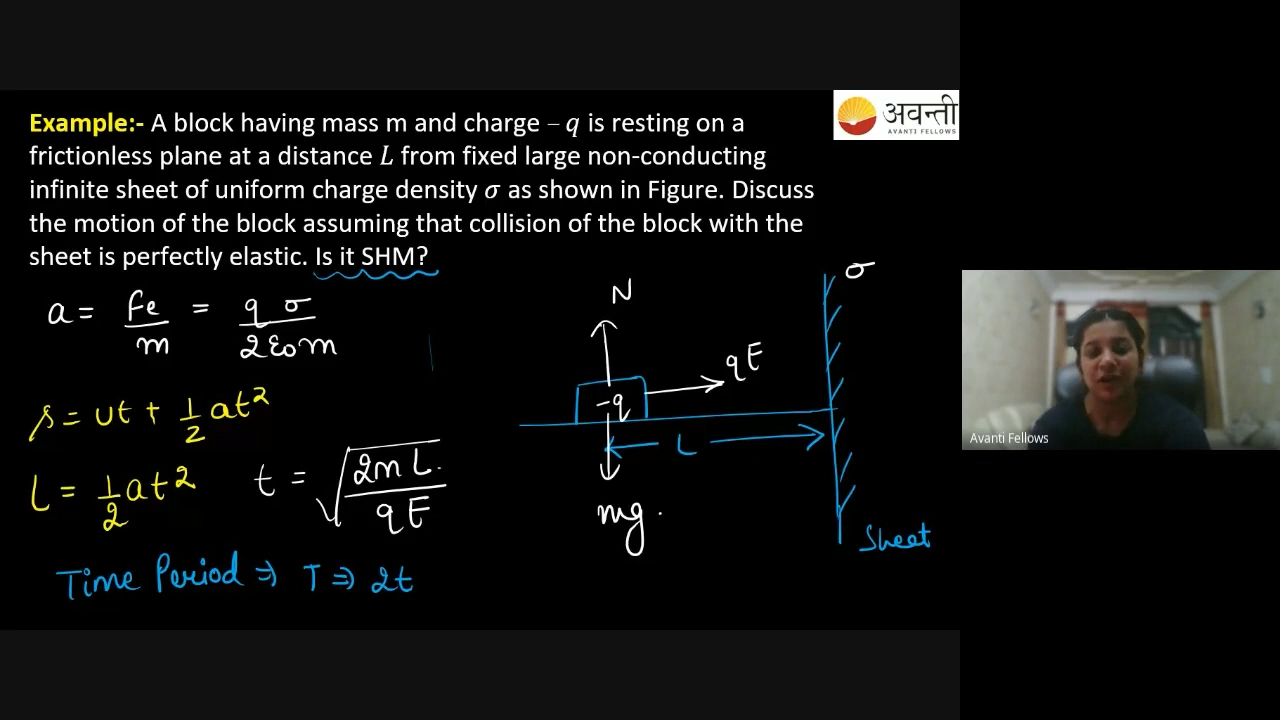 Example:- A block having mass m and charge – q is resting on a
frictionless plane at a distance L from fixed large non-conducting
infinite sheet of uniform charge density σ as shown in Figure. Discuss
the motion of the block assuming that collision of the block with the
sheet is perfectly elastic. Is it SHM?
अवन्ती
AVANTI FELLOWS
a = Fe/m = q σ/2ε0m
s = ut + 1/2 at²
L = 1/2 at²
t = √(2mL/qE)
Time Period ⇒ T ⇒ 2t
N
qE
-q
L
mg
σ
Sheet
Avanti Fellows